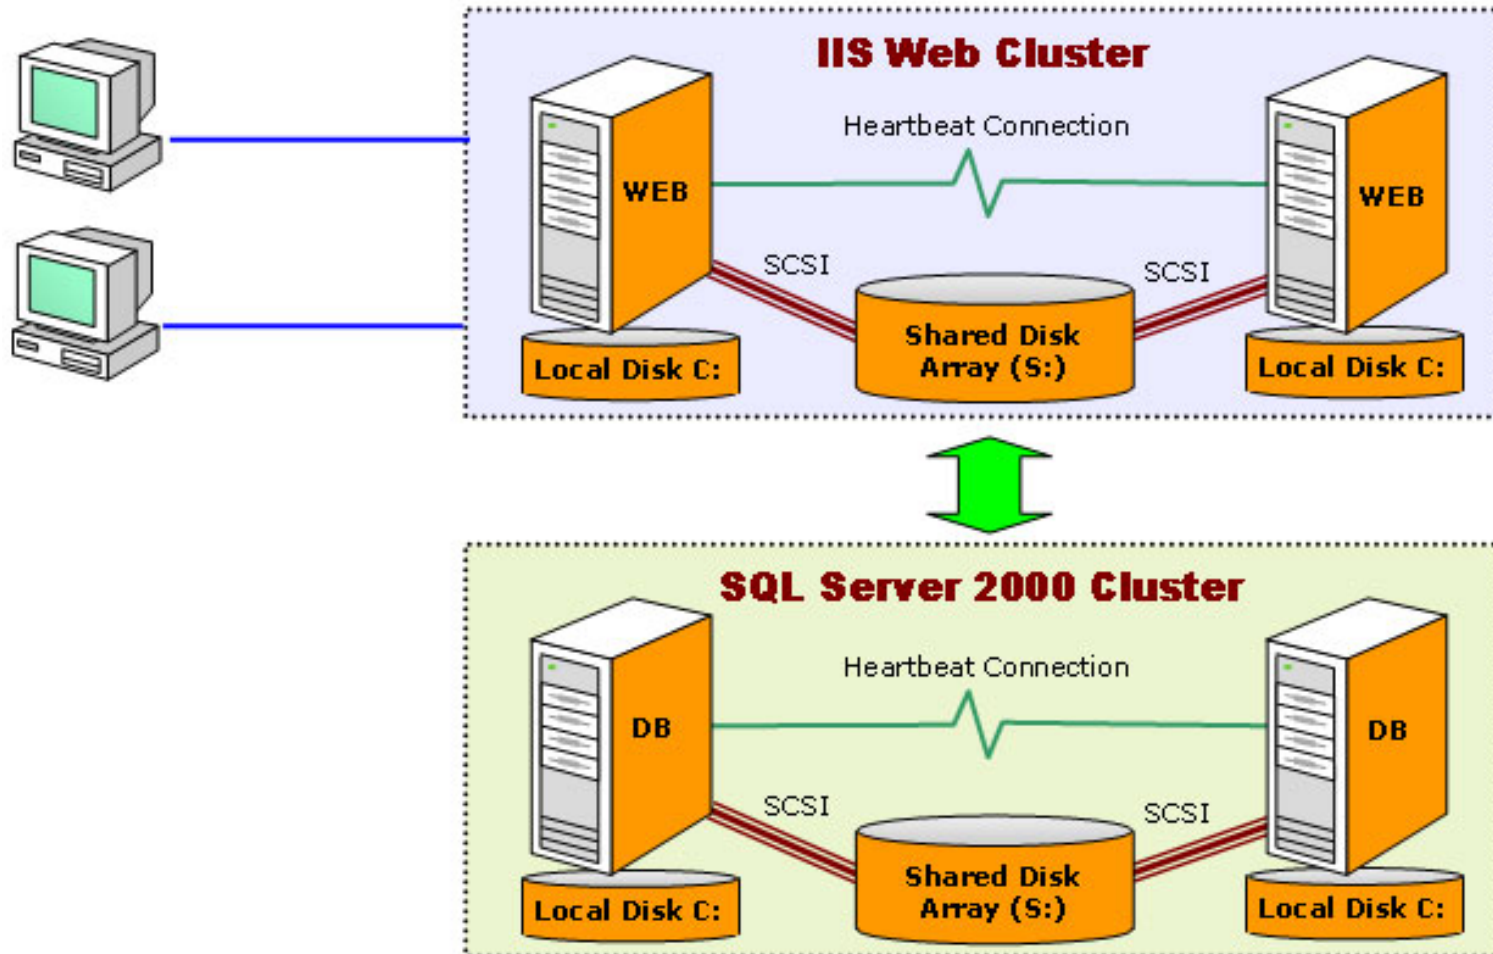 IIS Web Cluster
Heartbeat Connection
WEB
WEB
SCSI
SCSI
Shared Disk
Array (S:)
Local Disk C:
Local Disk C:
SQL Server 2000 Cluster
Heartbeat Connection
DB
DB
SCSI
SCSI
Shared Disk
Array (S:)
Local Disk C:
Local Disk C: